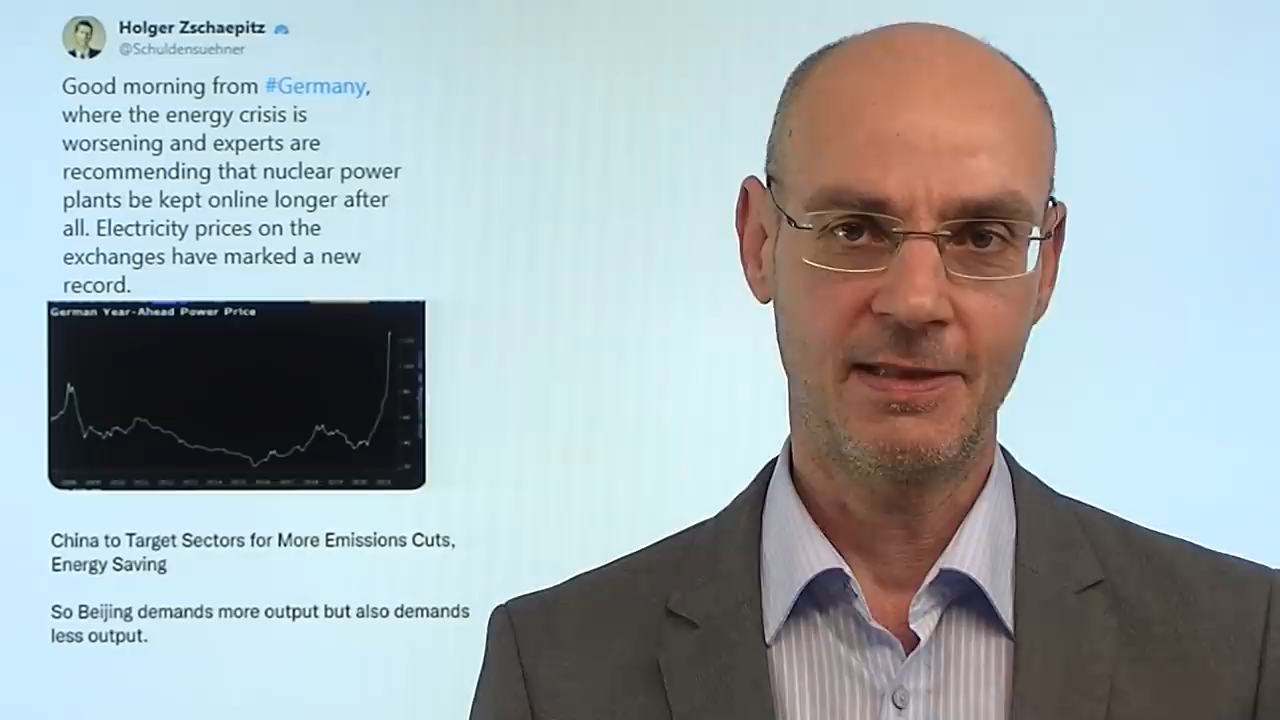 Holger Zschaepitz
@Schuldensuehner
Good morning from #Germany,
where the energy crisis is
worsening and experts are
recommending that nuclear power
plants be kept online longer after
all. Electricity prices on the
exchanges have marked a new
record.
German Year-Ahead Power Price
China to Target Sectors for More Emissions Cuts,
Energy Saving
So Beijing demands more output but also demands
less output.